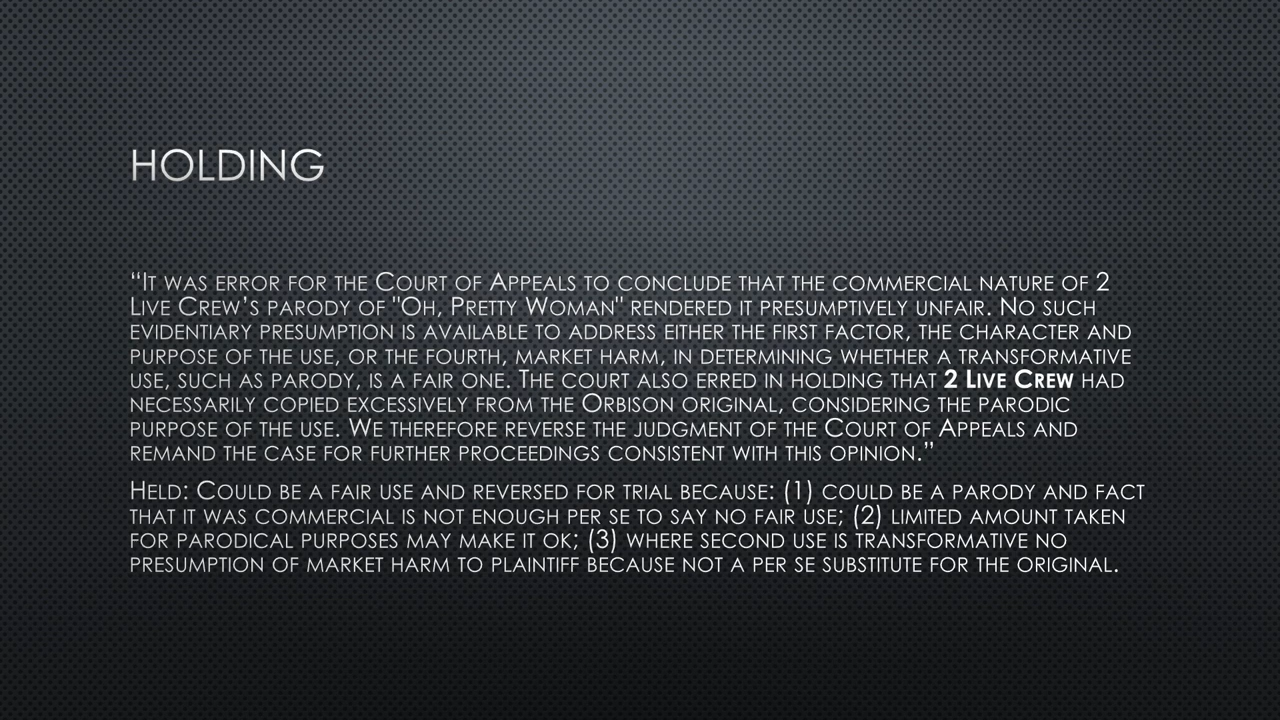 HOLDING
“It was error for the Court of Appeals to conclude that the commercial nature of 2
Live Crew’s parody of "Oh, Pretty Woman" rendered it presumptively unfair. No such
evidentiary presumption is available to address either the first factor, the character and
purpose of the use, or the fourth, market harm, in determining whether a transformative
use, such as parody, is a fair one. The court also erred in holding that 2 Live Crew had
necessarily copied excessively from the Orbison original, considering the parodic
purpose of the use. We therefore reverse the judgment of the Court of Appeals and
remand the case for further proceedings consistent with this opinion.”
Held: Could be a fair use and reversed for trial because: (1) could be a parody and fact
that it was commercial is not enough per se to say no fair use; (2) limited amount taken
for parodical purposes may make it ok; (3) where second use is transformative no
presumption of market harm to plaintiff because not a per se substitute for the original.